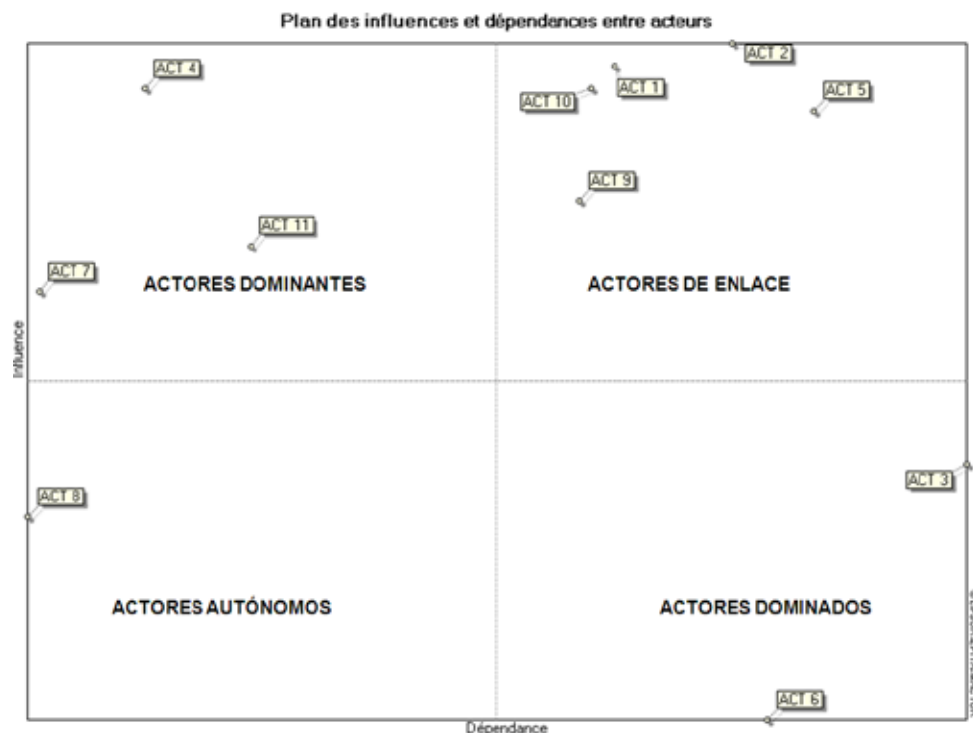 Plan des influences et dépendances entre acteurs
ACT 4
ACT 2
ACT 1
ACT 10
ACT 5
ACT 9
ACT 11
ACT 7
ACTORES DOMINANTES
ACTORES DE ENLACE
Influence
ACT 3
ACT 8
ACTORES AUTÓNOMOS
ACTORES DOMINADOS
ACT 6
Dépendance